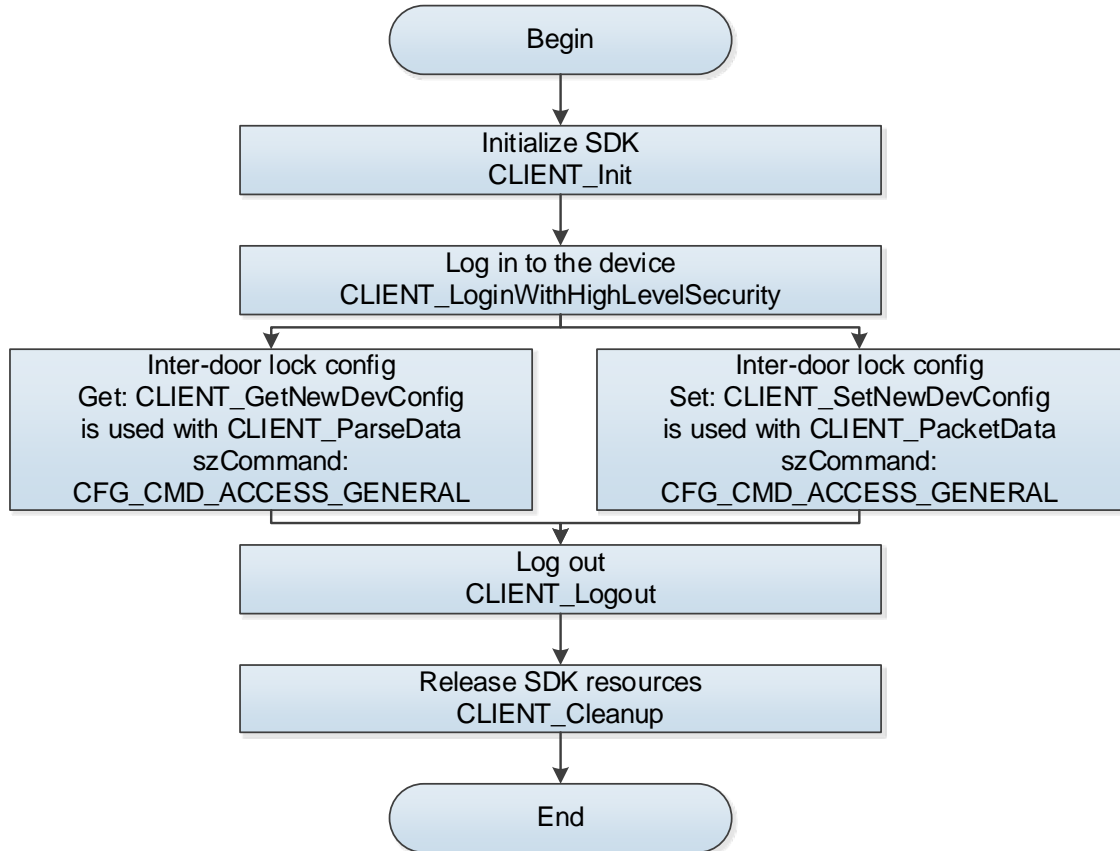 Begin
Initialize SDK
CLIENT_Init
Log in to the device
CLIENT_LoginWithHighLevelSecurity
Inter-door lock config
Get: CLIENT_GetNewDevConfig
is used with CLIENT_ParseData
szCommand:
CFG_CMD_ACCESS_GENERAL
Inter-door lock config
Set: CLIENT_SetNewDevConfig
is used with CLIENT_PacketData
szCommand:
CFG_CMD_ACCESS_GENERAL
Log out
CLIENT_Logout
Release SDK resources
CLIENT_Cleanup
End